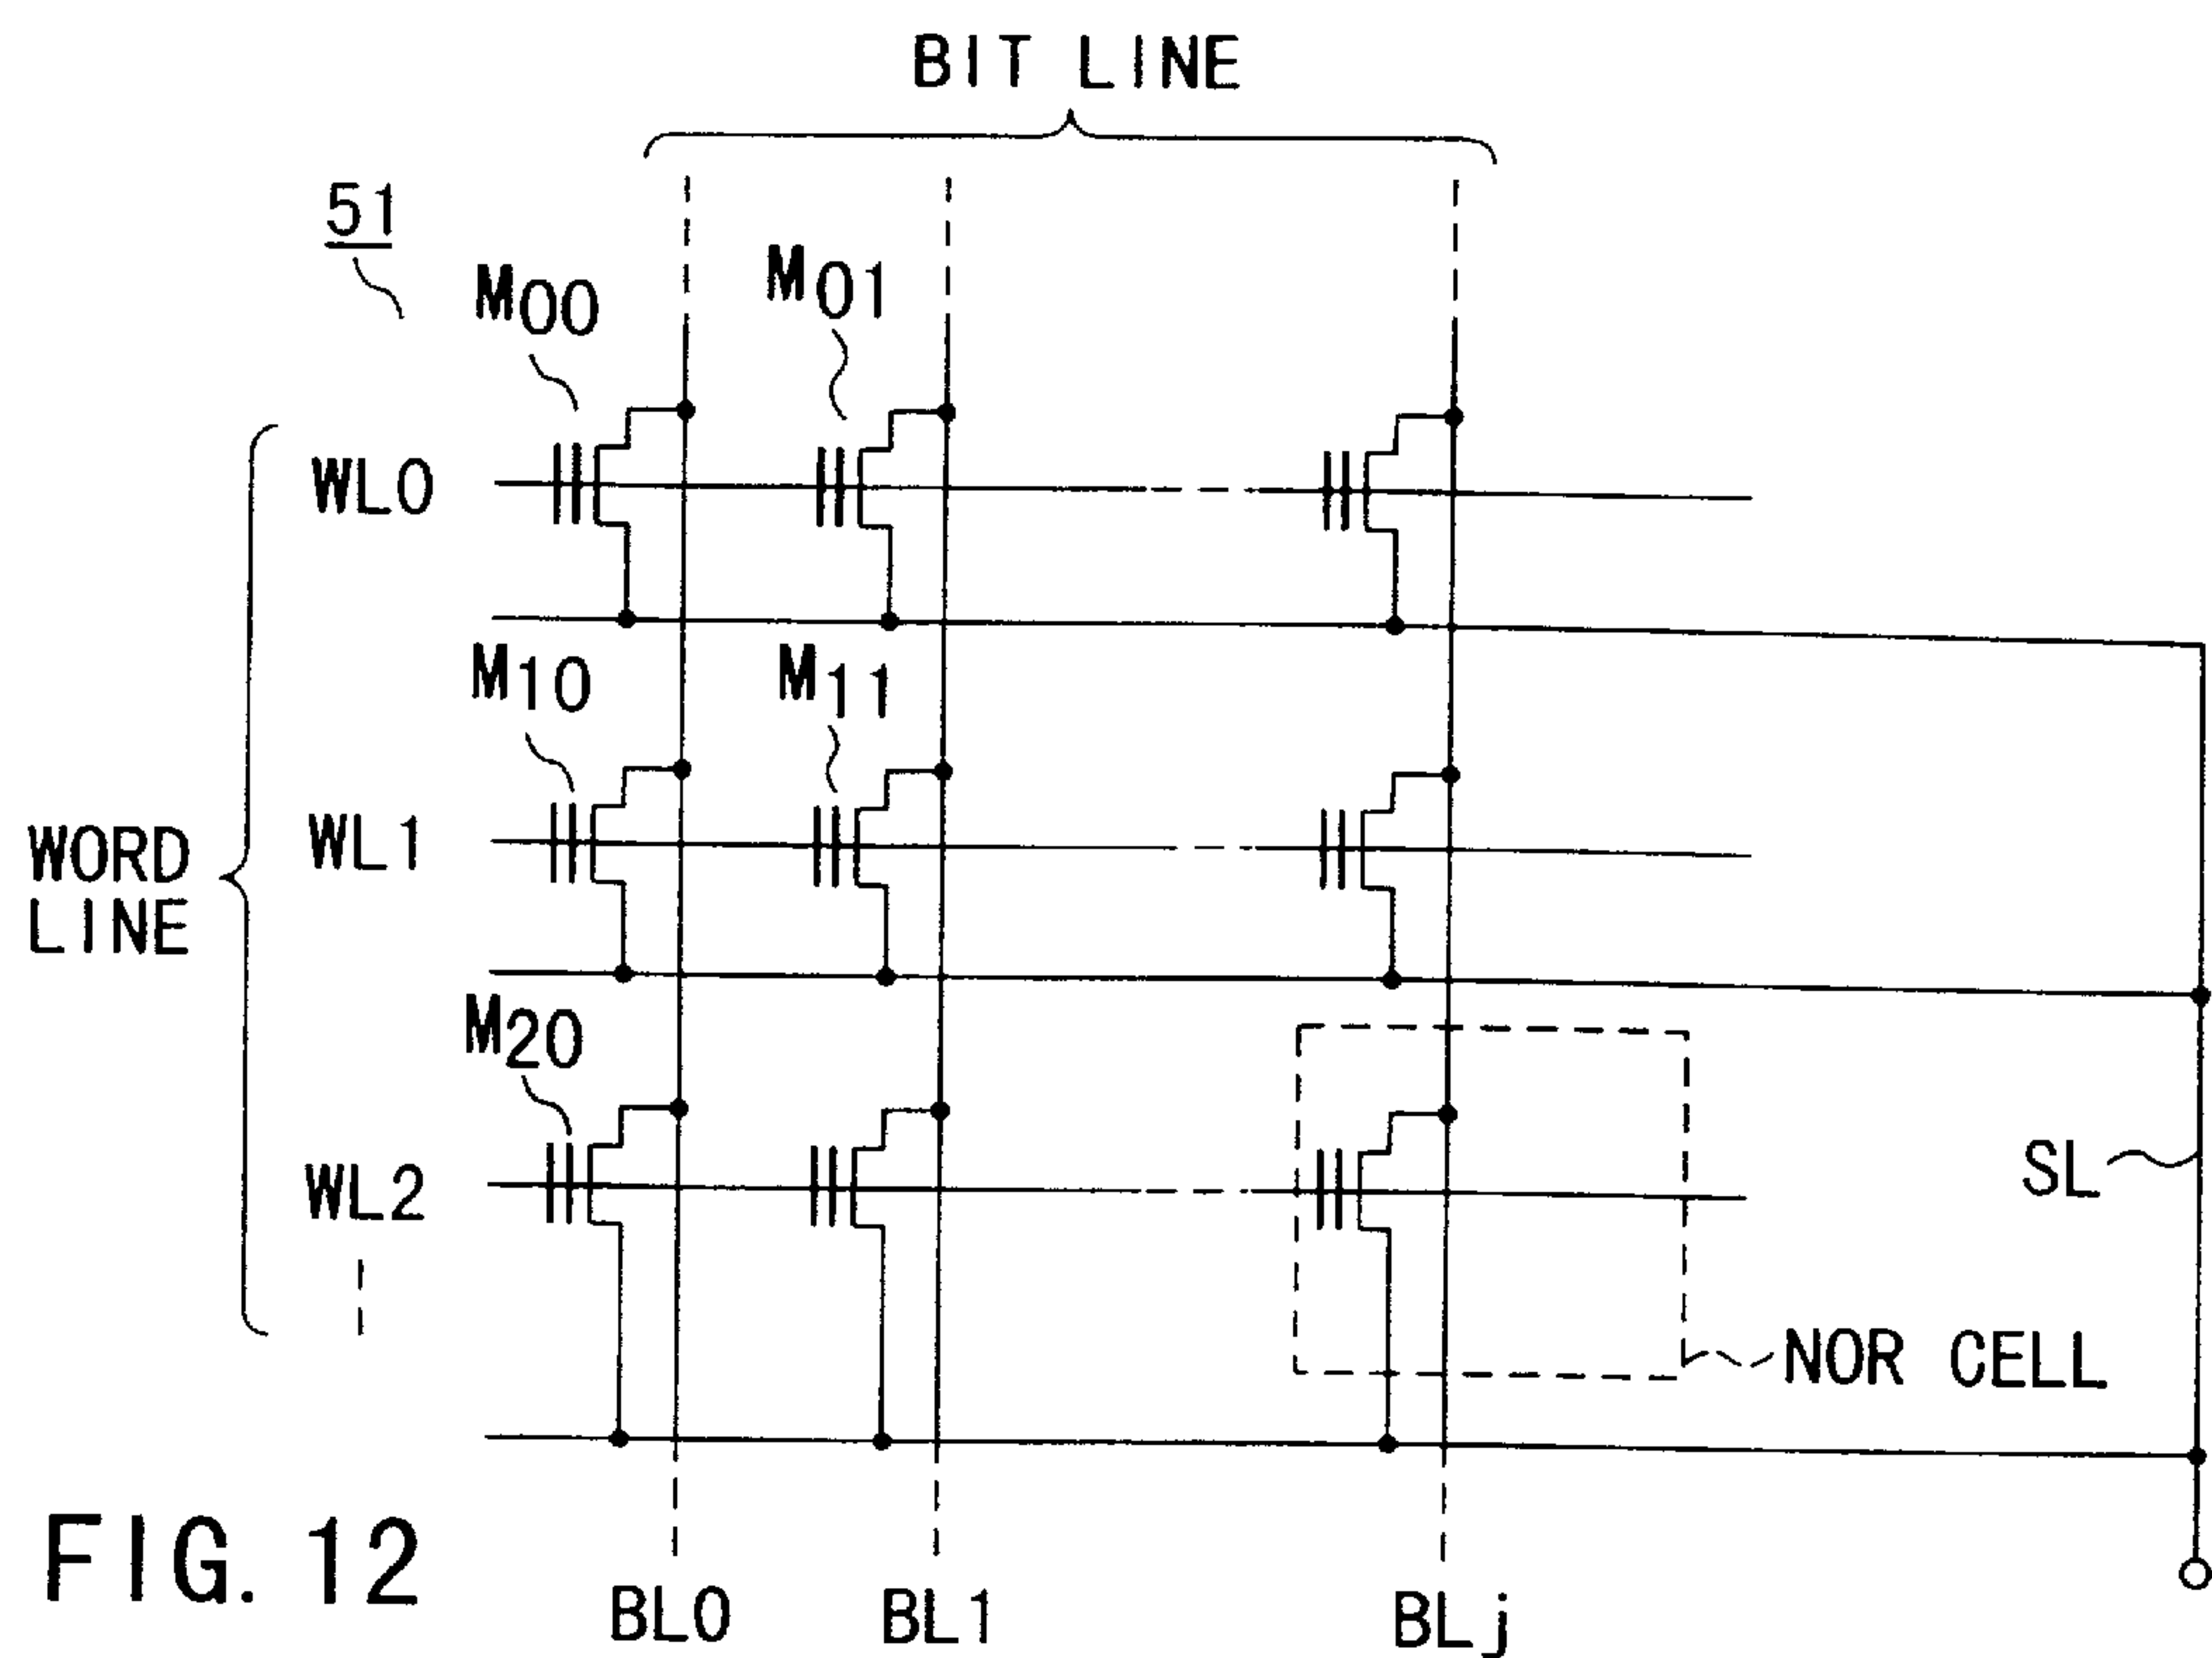 BIT LINE
51
M00
M01
WL0
M10
M11
WORD
LINE
WL1
M20
WL2
SL
NOR CELL
FIG. 12
BL0
BL1
BLj